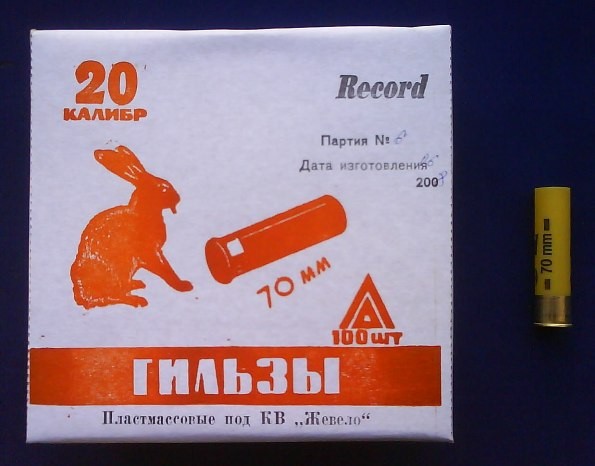 20
КАЛИБР
Record
Партия №
Дата изготовления
200
70 мм
100 шт
ГИЛЬЗЫ
Пластмассовые под КВ „Жевело“
70 mm